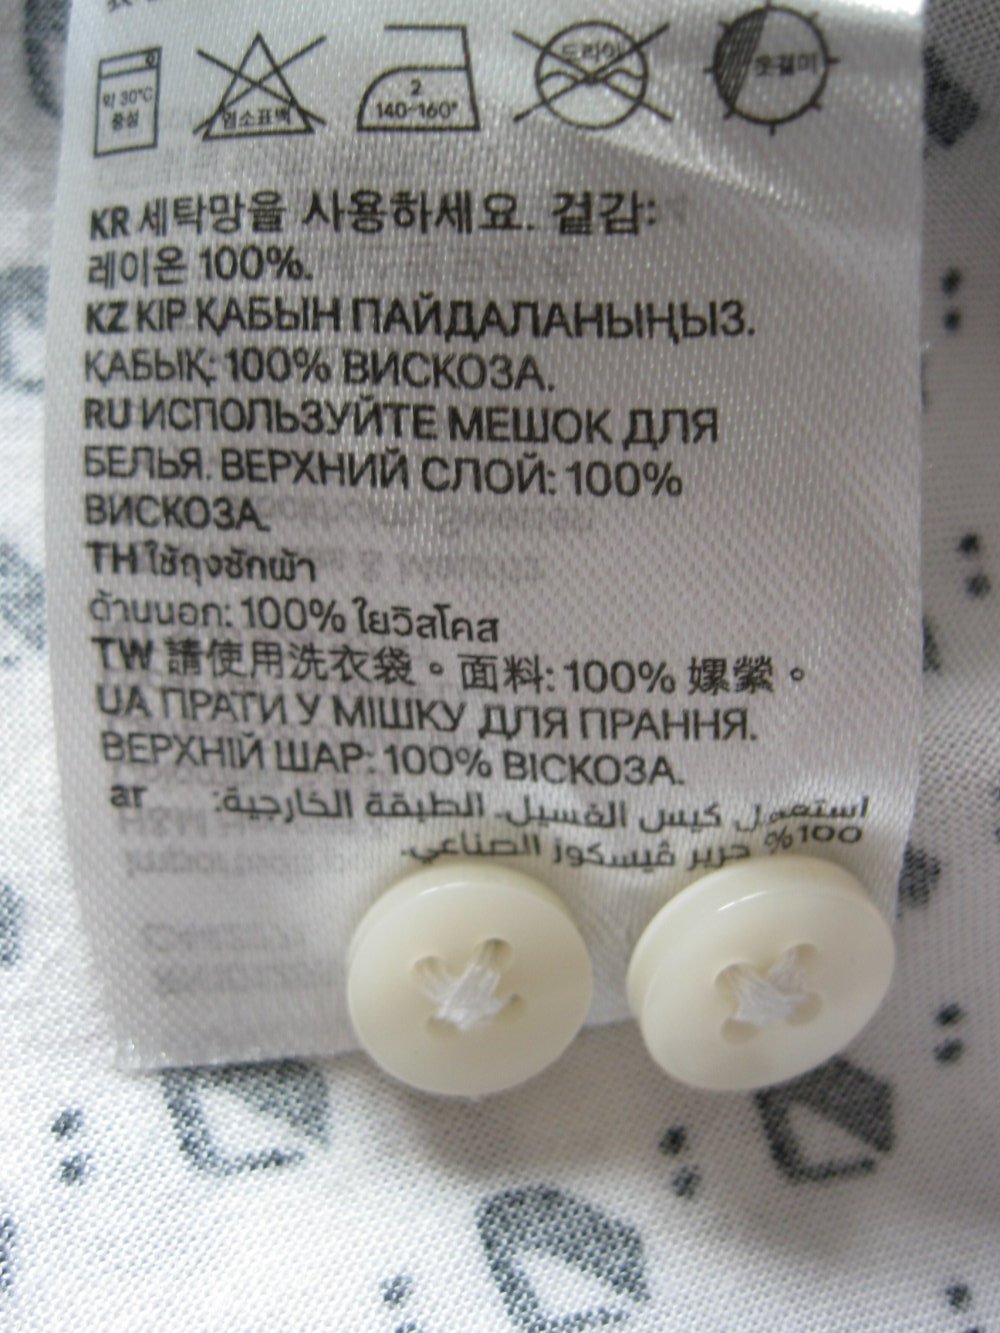 약 30°C
중성
염소표백
2
140-160°
드라이
옷걸이
KR 세탁망을 사용하세요. 겉감:
레이온 100%.
KZ KIP ҚАБЫН ПАЙДАЛАНЫҢЫЗ.
ҚАБЫҚ: 100% ВИСКОЗА.
RU ИСПОЛЬЗУЙТЕ МЕШОК ДЛЯ
БЕЛЬЯ. ВЕРХНИЙ СЛОЙ: 100%
ВИСКОЗА.
TH ใช้ถุงซักผ้า
ด้านนอก: 100% ใยวิสโคส
TW 請使用洗衣袋。面料: 100% 嫘縈。
UA ПРАТИ У МІШКУ ДЛЯ ПРАННЯ.
ВЕРХНІЙ ШАР: 100% ВІСКОЗА.
ar استعمل كيس الغسيل. الطبقة الخارجية:
100% حرير ڤيسكوز الصناعي.